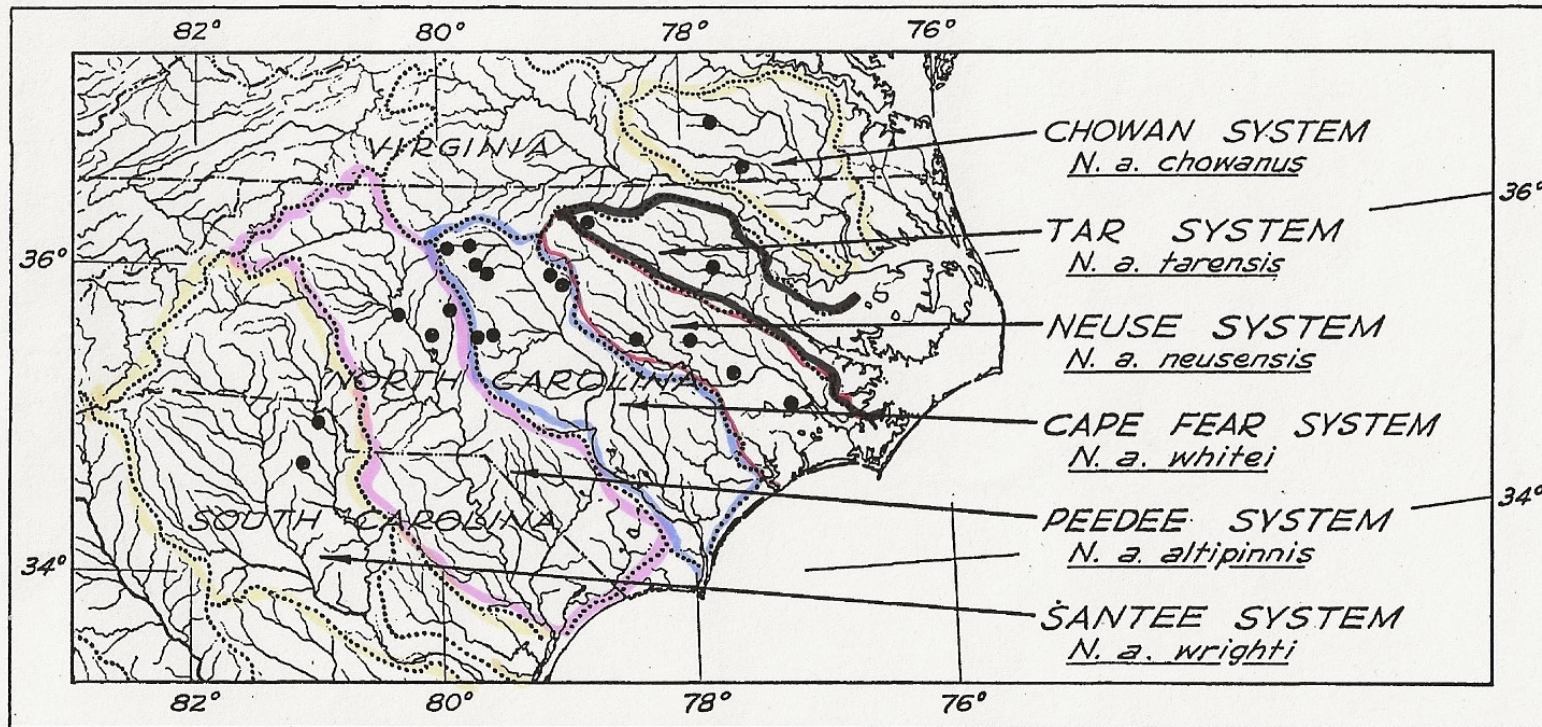 82° 80° 78° 76°
VIRGINIA
CHOWAN SYSTEM
N. a. chowanus
36°
TAR SYSTEM
N. a. tarensis
36°
NEUSE SYSTEM
N. a. neusensis
NORTH CAROLINA
CAPE FEAR SYSTEM
N. a. whitei
SOUTH CAROLINA
PEEDEE SYSTEM
N. a. altipinnis
34°
34°
SANTEE SYSTEM
N. a. wrighti
82° 80° 78° 76°